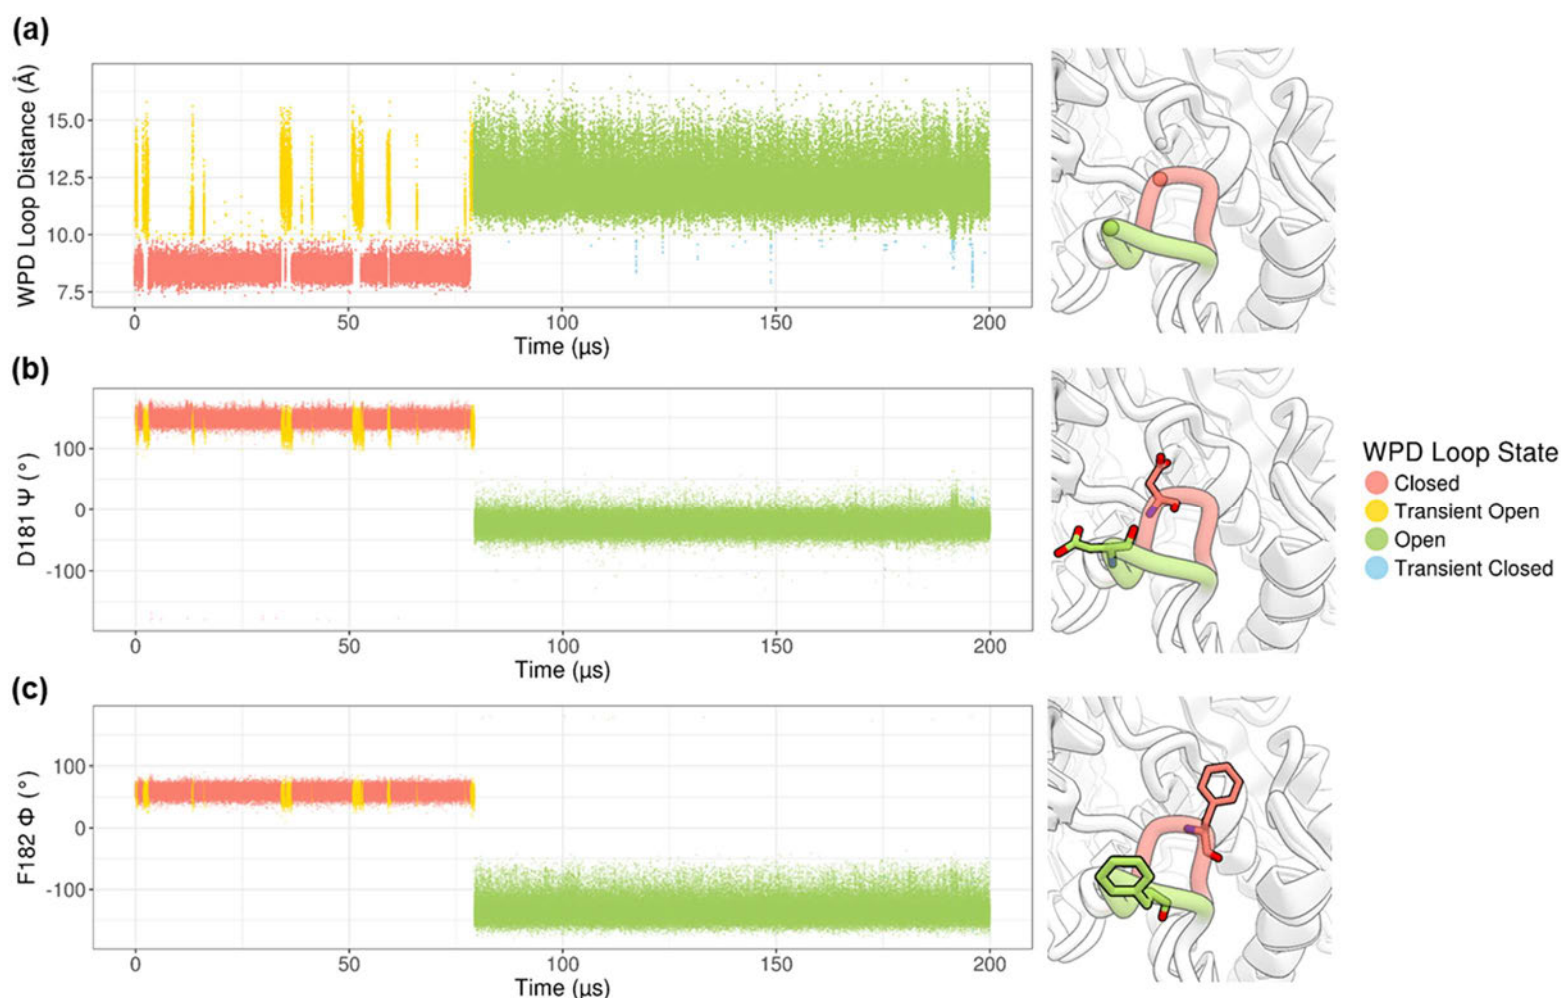 (a)
WPD Loop Distance (Å)
15.0
12.5
10.0
7.5
0 50 100 150 200
Time (µs)
(b)
D181 Ψ (°)
100
0
-100
0 50 100 150 200
Time (µs)
WPD Loop State
Closed
Transient Open
Open
Transient Closed
(c)
F182 Φ (°)
100
0
-100
0 50 100 150 200
Time (µs)